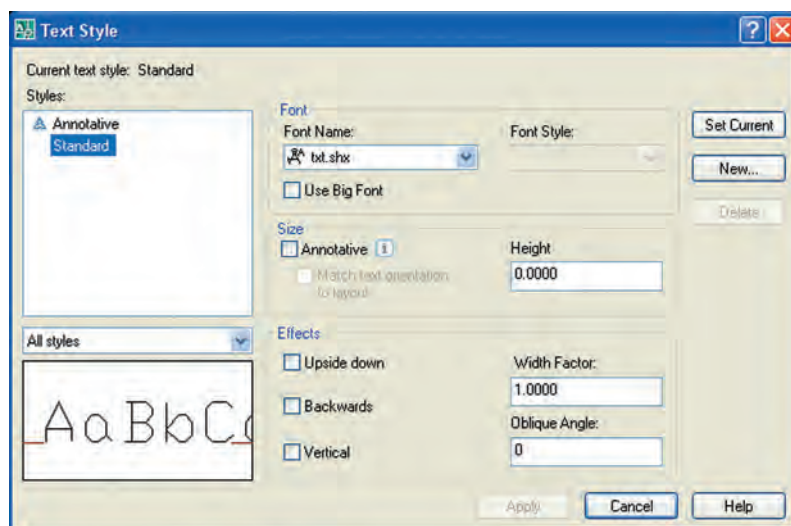 Text Style
Current text style: Standard
Styles:
Annotative
Standard
All styles
AaBbC
Font
Font Name:
txt.shx
Use Big Font
Font Style:
Size
Annotative
Match text orientation
to layout
Height
0.0000
Effects
Upside down
Backwards
Vertical
Width Factor:
1.0000
Oblique Angle:
0
Set Current
New...
Delete
Apply
Cancel
Help